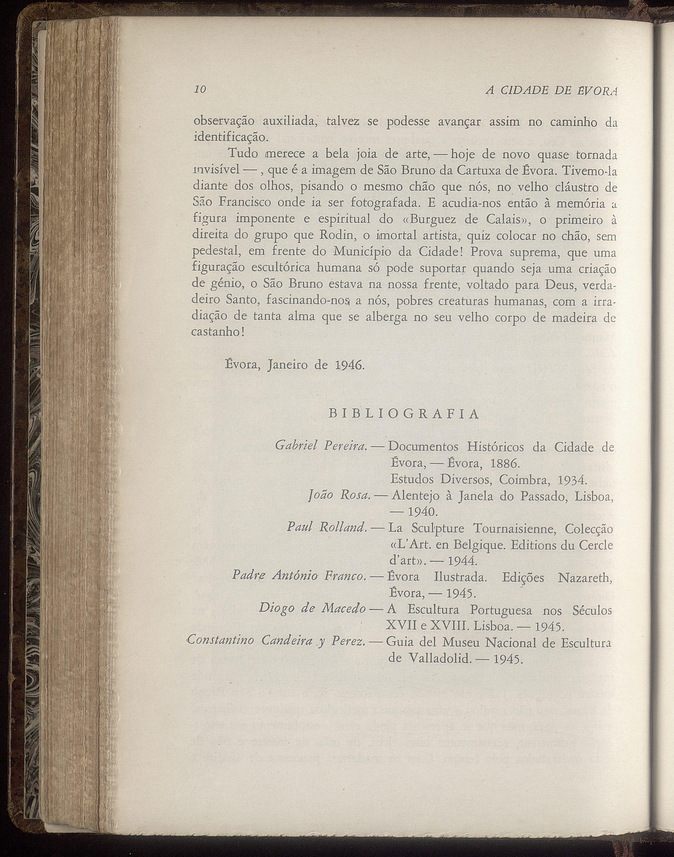 10 A CIDADE DE ÉVORA
observação auxiliada, talvez se podesse avançar assim no caminho da
identificação.
Tudo merece a bela joia de arte, — hoje de novo quase tornada
invisível — , que é a imagem de São Bruno da Cartuxa de Évora. Tivemo-la
diante dos olhos, pisando o mesmo chão que nós, no velho cláustro de
São Francisco onde ia ser fotografada. E acudia-nos então à memória a
figura imponente e espiritual do «Burguez de Calais», o primeiro à
direita do grupo que Rodin, o imortal artista, quiz colocar no chão, sem
pedestal, em frente do Município da Cidade! Prova suprema, que uma
figuração escultórica humana só pode suportar quando seja uma criação
de génio, o São Bruno estava na nossa frente, voltado para Deus, verda-
deiro Santo, fascinando-nos a nós, pobres creaturas humanas, com a irra-
diação de tanta alma que se alberga no seu velho corpo de madeira de
castanho!
Évora, Janeiro de 1946.
BIBLIOGRAFIA
Gabriel Pereira. — Documentos Históricos da Cidade de
Évora, — Évora, 1886.
Estudos Diversos, Coimbra, 1934.
João Rosa. — Alentejo à Janela do Passado, Lisboa,
— 1940.
Paul Rolland. — La Sculpture Tournaisienne, Colecção
«L'Art. en Belgique. Editions du Cercle
d'art». — 1944.
Padre António Franco. — Évora Ilustrada. Edições Nazareth,
Évora, — 1945.
Diogo de Macedo — A Escultura Portuguesa nos Séculos
XVII e XVIII. Lisboa. — 1945.
Constantino Candeira y Perez. — Guia del Museu Nacional de Escultura
de Valladolid. — 1945.